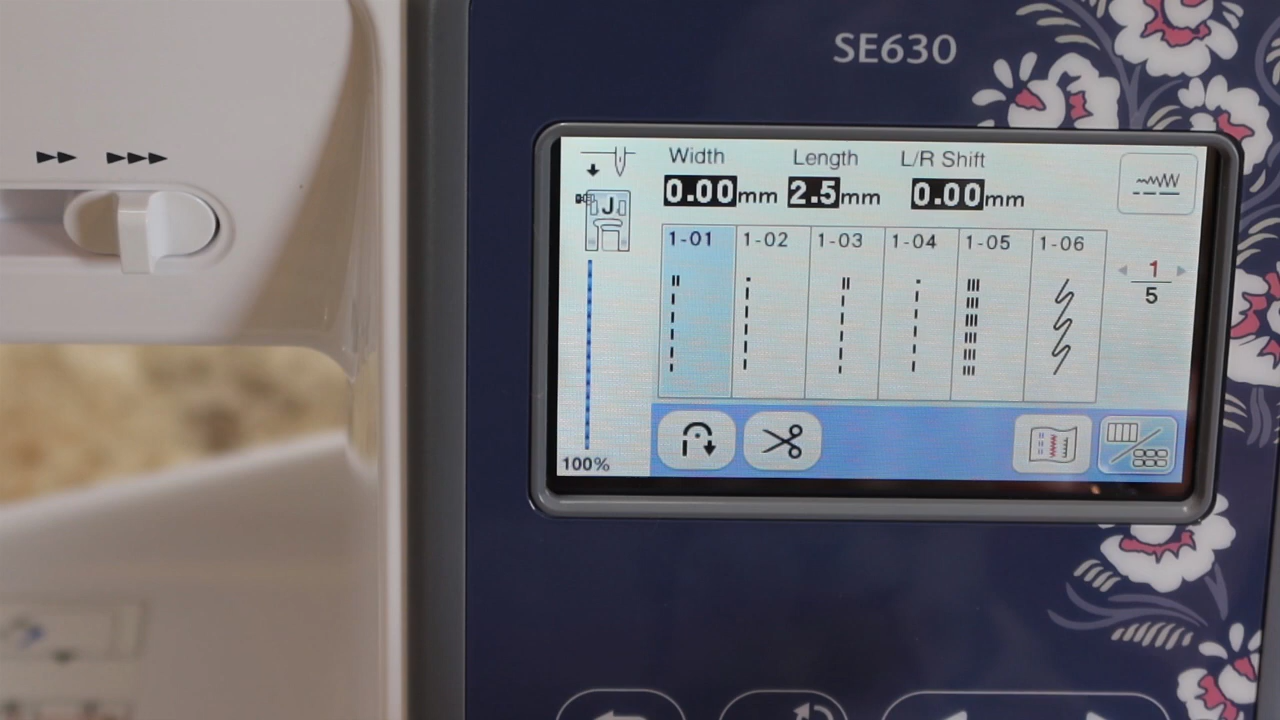 SE630
Width Length L/R Shift
0.00mm 2.5mm 0.00mm
J
1-01 1-02 1-03 1-04 1-05 1-06
1
5
100%